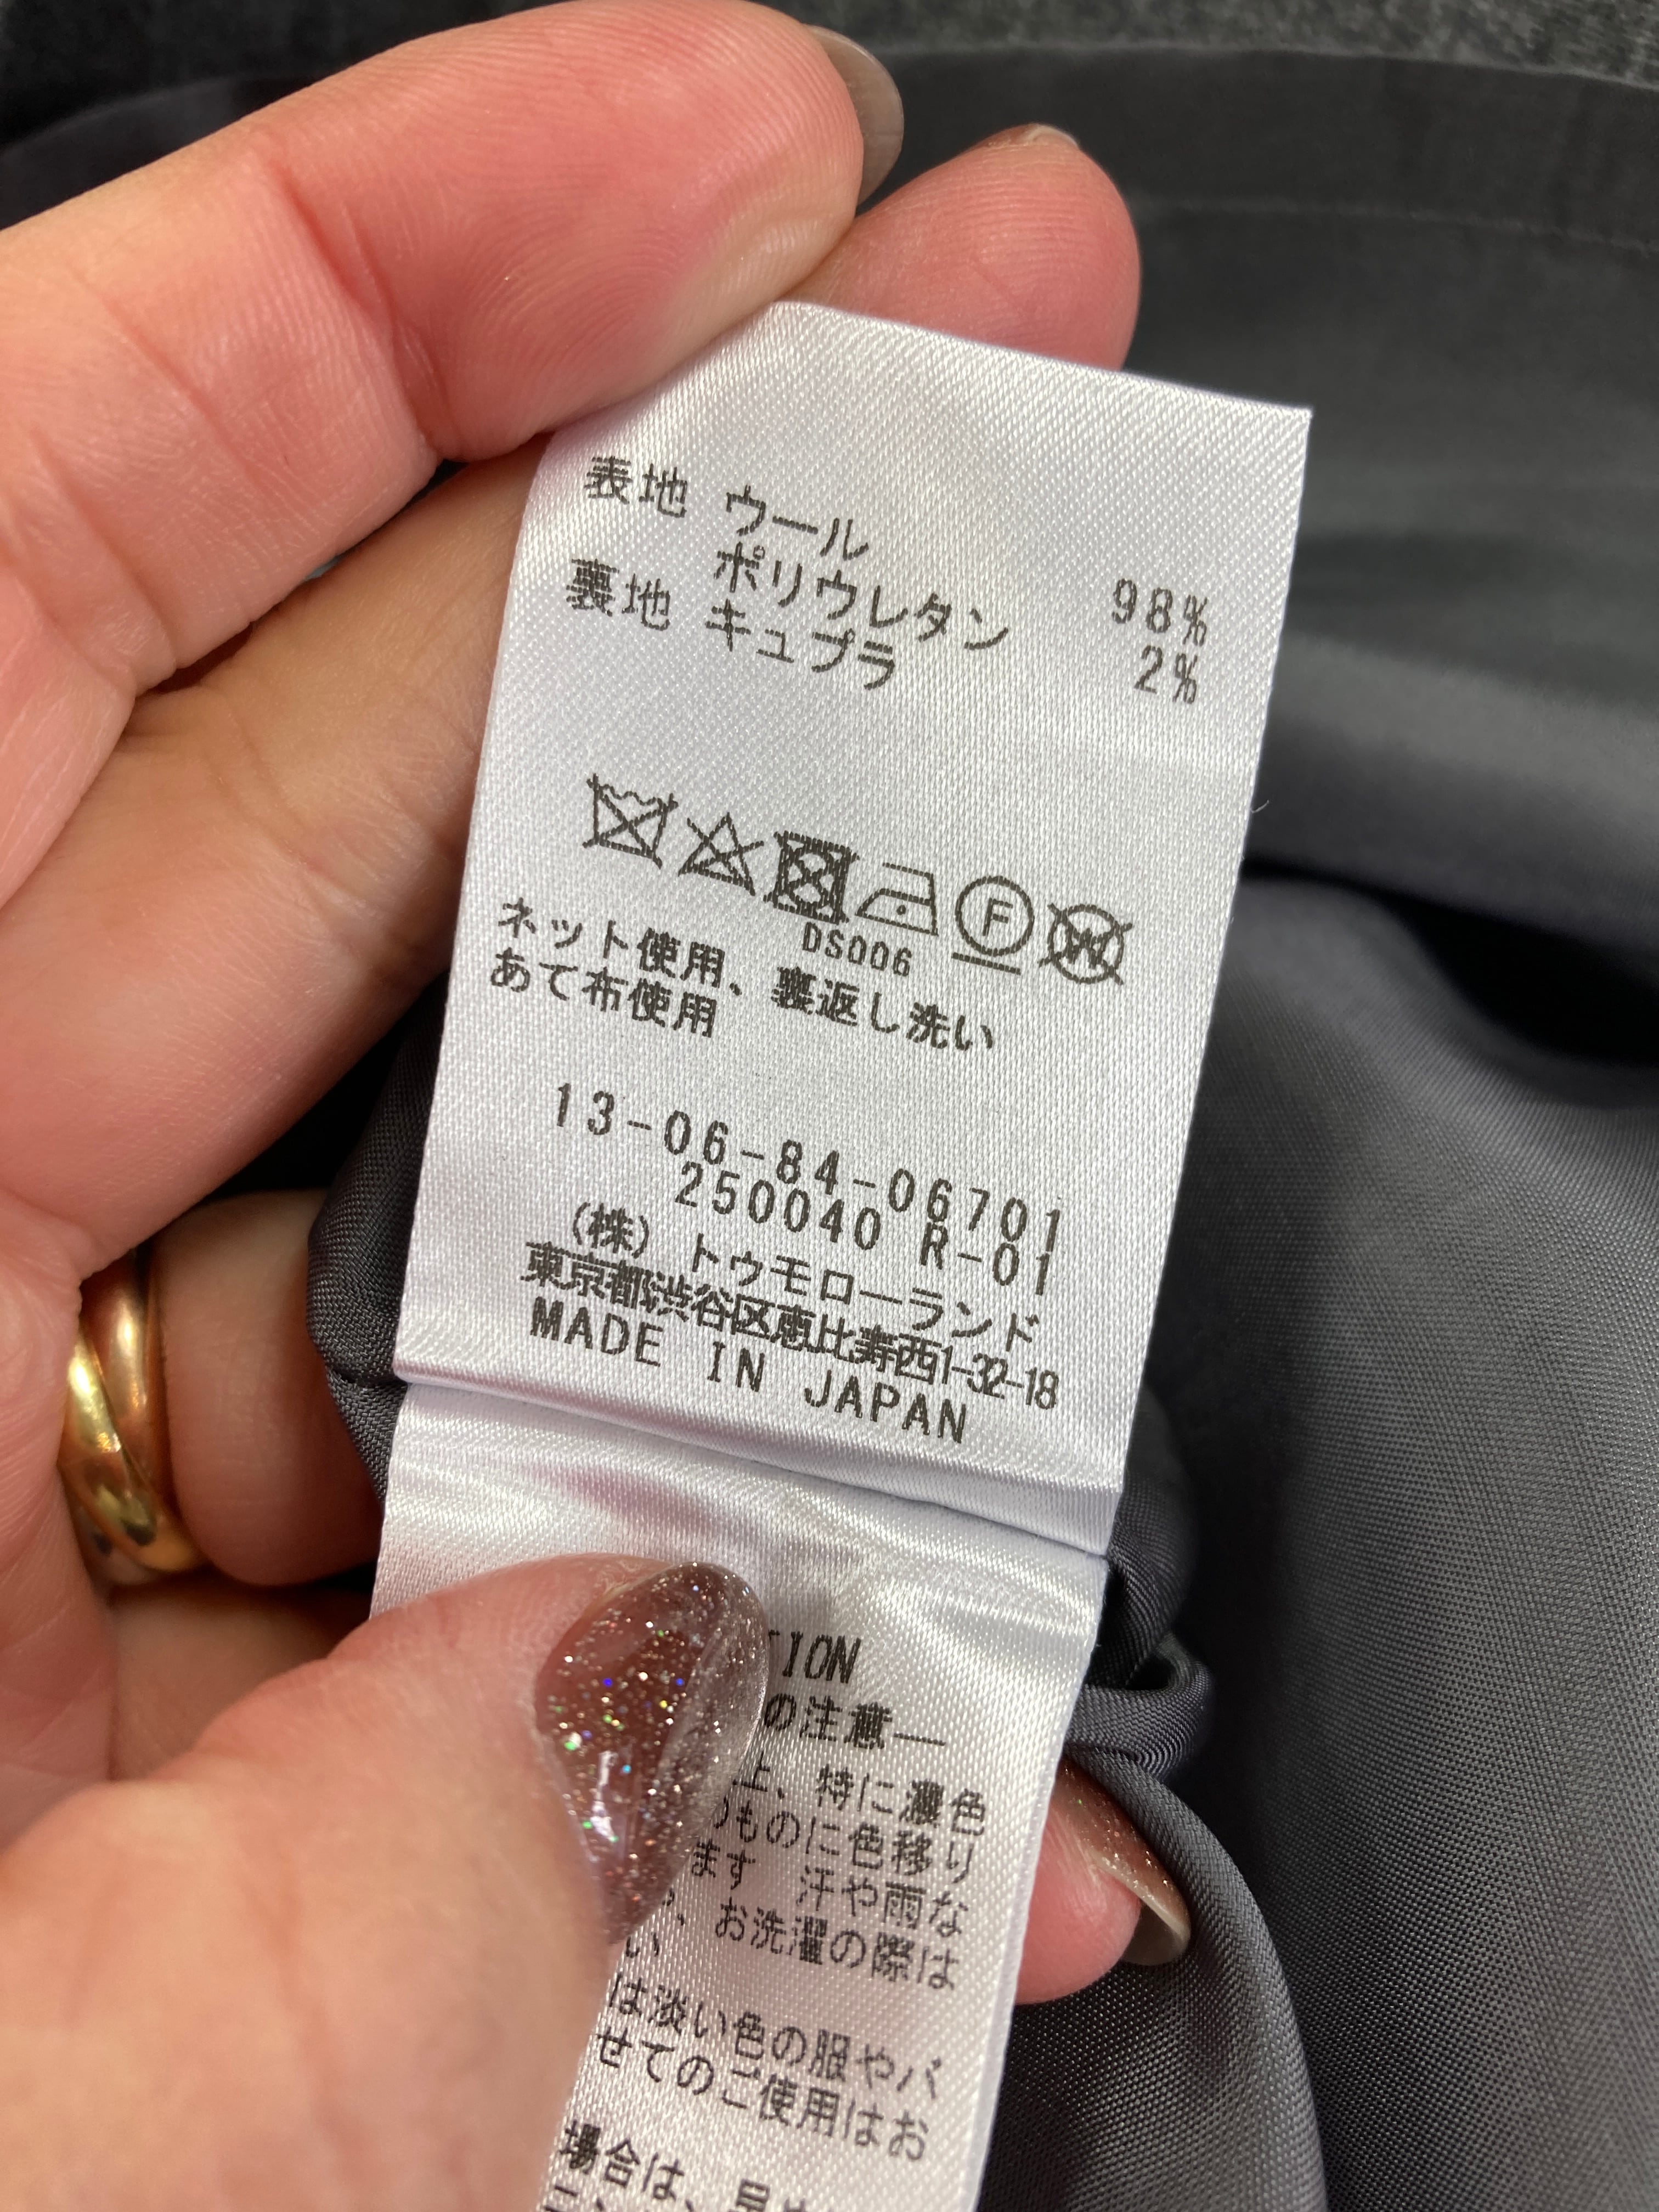 表地 ウール 98%
ポリウレタン 2%
裏地 キュプラ
DS006
ネット使用、裏返し洗い
あて布使用
13-06-84-06701
250040 R-01
(株) トゥモローランド
東京都渋谷区恵比寿西1-32-18
MADE IN JAPAN
TION
の注意—
上、特に濃色
のものに色移り
ます 汗や雨な
、お洗濯の際は
い
は淡い色の服やバ
せてのご使用はお
場合は、早